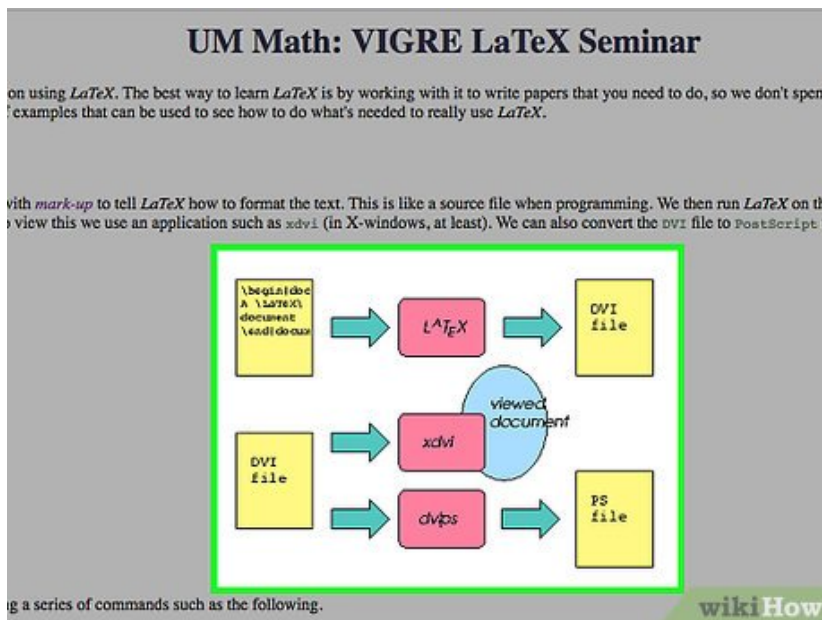 UM Math: VIGRE LaTeX Seminar
on using LaTeX. The best way to learn LaTeX is by working with it to write papers that you need to do, so we don't spen
f examples that can be used to see how to do what's needed to really use LaTeX.
with mark-up to tell LaTeX how to format the text. This is like a source file when programming. We then run LaTeX on th
o view this we use an application such as xdvi (in X-windows, at least). We can also convert the DVI file to PostScript
\begin{doc
A \LaTeX\
document
\end{docum
LATEX
DVI
file
viewed
document
xdvi
DVI
file
dvips
PS
file
ng a series of commands such as the following.
wikiHow